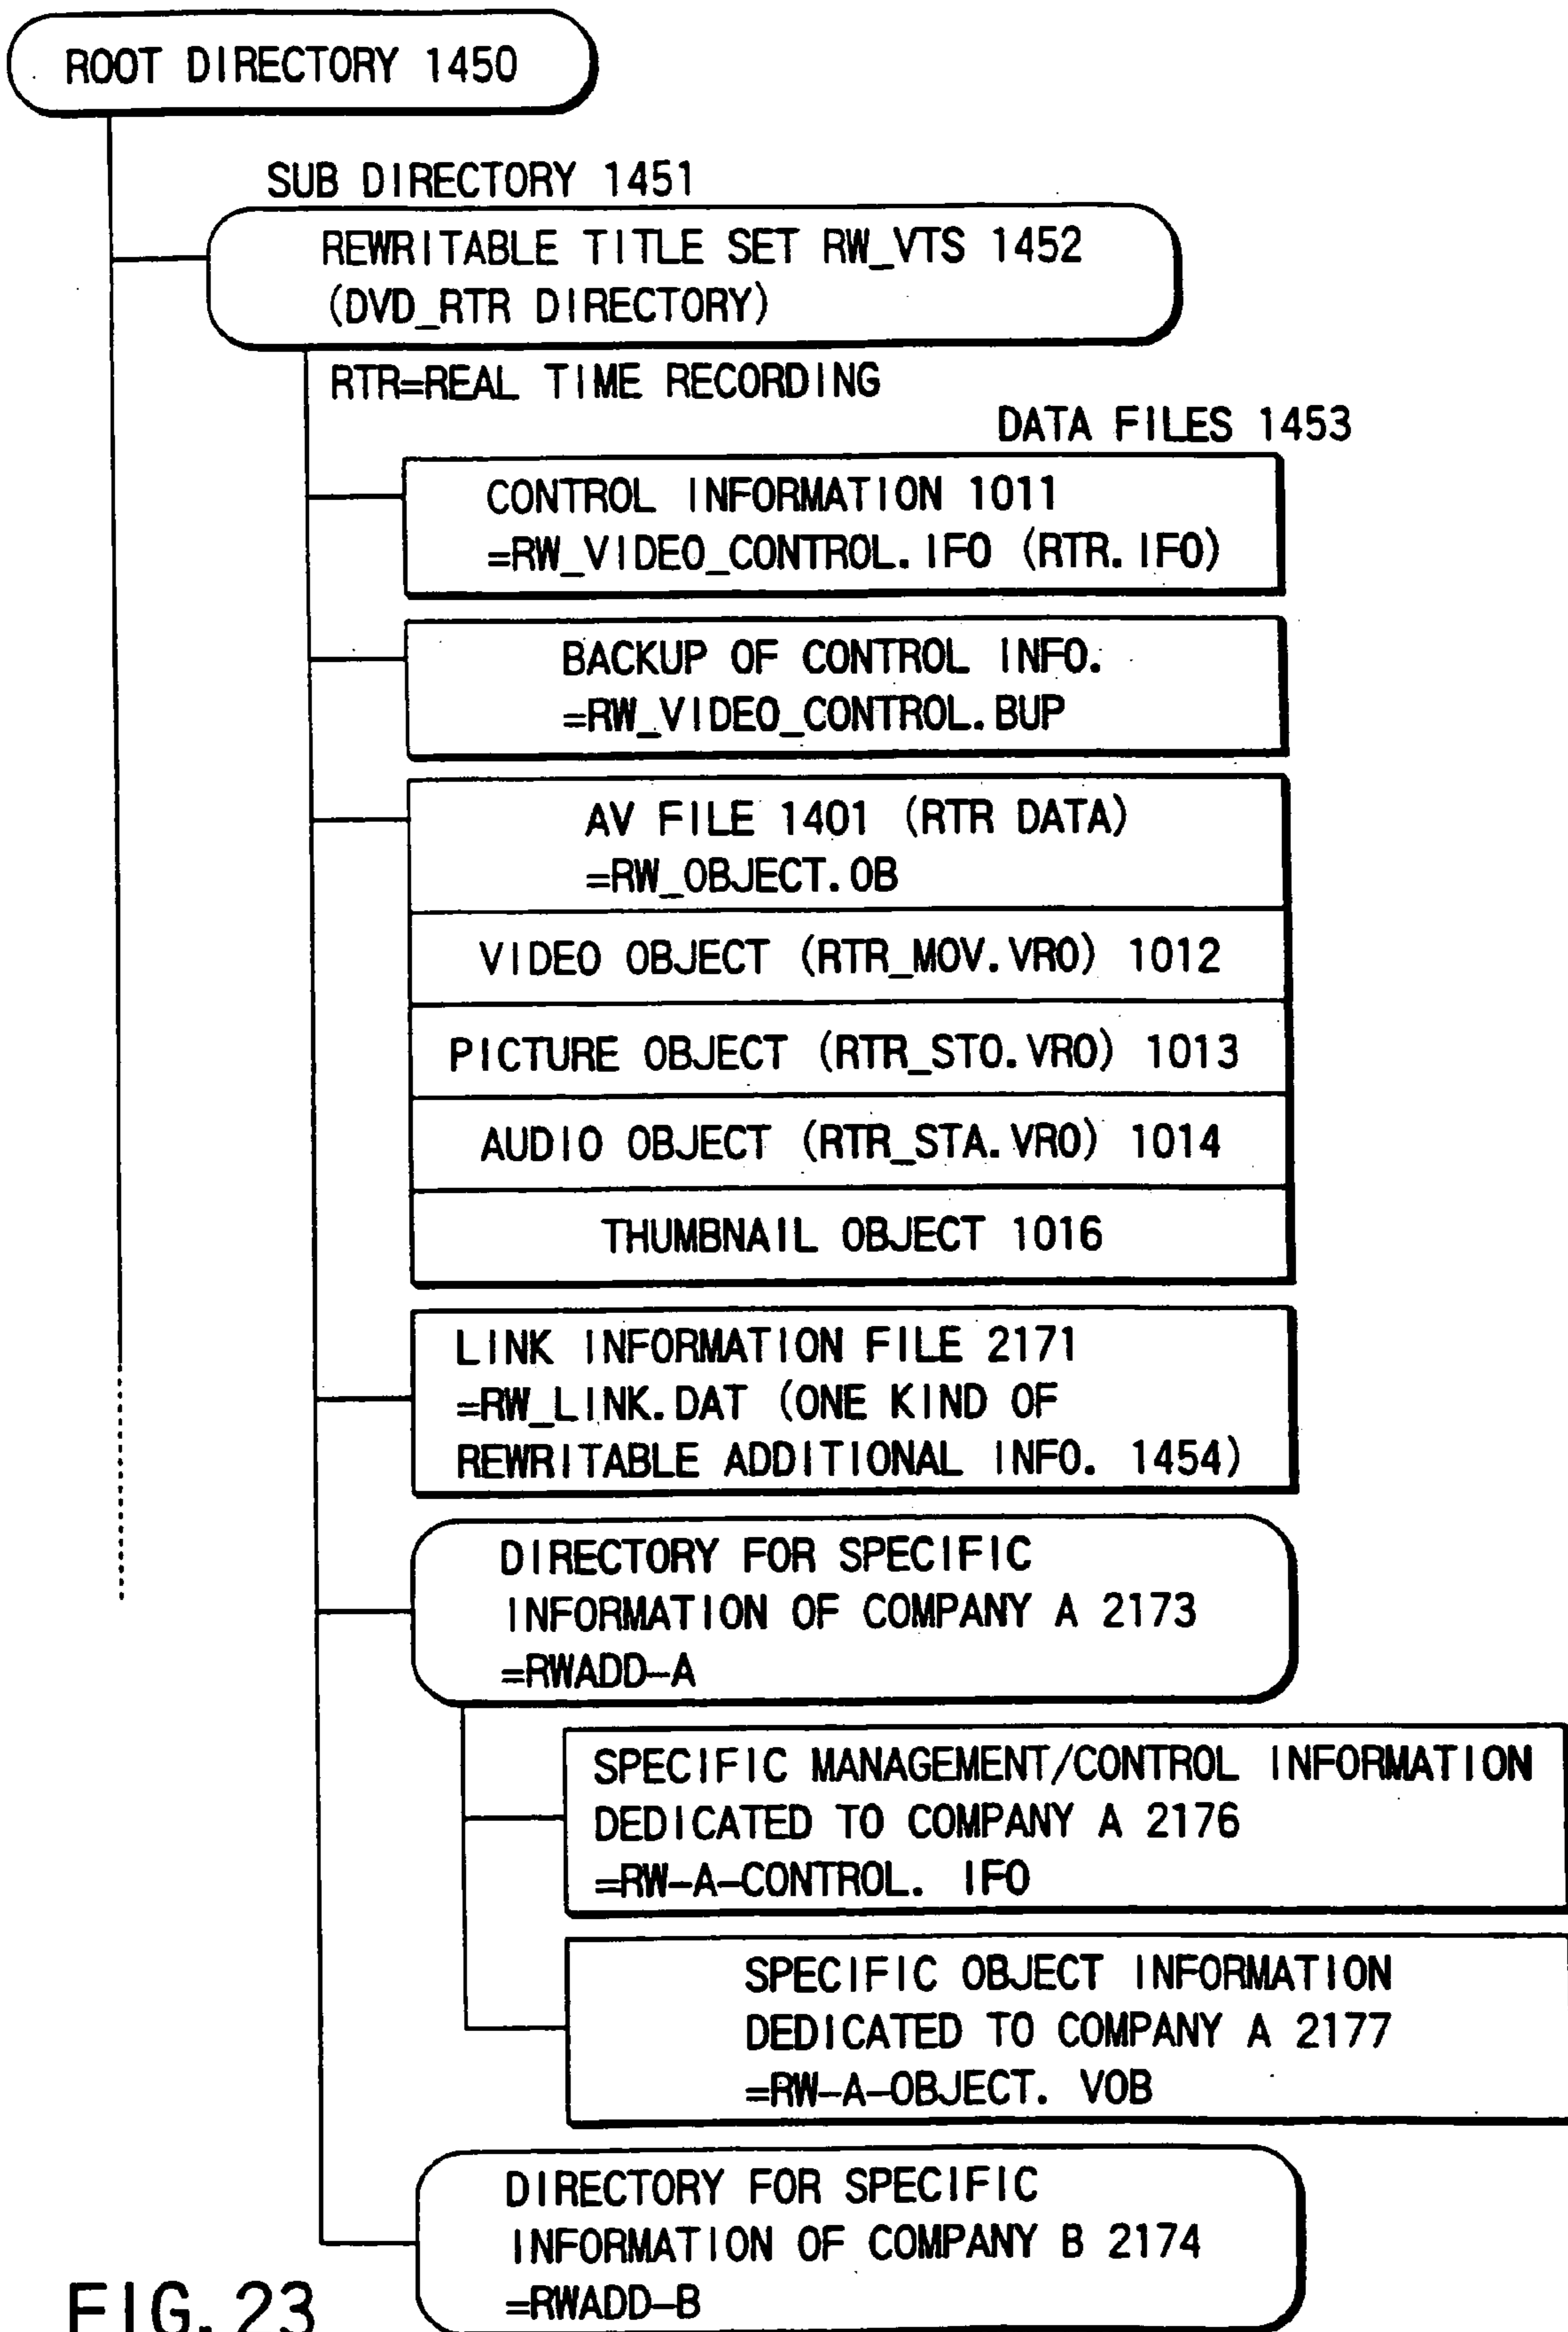 ROOT DIRECTORY 1450
SUB DIRECTORY 1451
REWRITABLE TITLE SET RW_VTS 1452
(DVD_RTR DIRECTORY)
RTR=REAL TIME RECORDING
DATA FILES 1453
CONTROL INFORMATION 1011
=RW_VIDEO_CONTROL.IFO (RTR.IFO)
BACKUP OF CONTROL INFO.
=RW_VIDEO_CONTROL.BUP
AV FILE 1401 (RTR DATA)
=RW_OBJECT.OB
VIDEO OBJECT (RTR_MOV.VRO) 1012
PICTURE OBJECT (RTR_STO.VRO) 1013
AUDIO OBJECT (RTR_STA.VRO) 1014
THUMBNAIL OBJECT 1016
LINK INFORMATION FILE 2171
=RW_LINK.DAT (ONE KIND OF
REWRITABLE ADDITIONAL INFO. 1454)
DIRECTORY FOR SPECIFIC
INFORMATION OF COMPANY A 2173
=RWADD-A
SPECIFIC MANAGEMENT/CONTROL INFORMATION
DEDICATED TO COMPANY A 2176
=RW-A-CONTROL. IFO
SPECIFIC OBJECT INFORMATION
DEDICATED TO COMPANY A 2177
=RW-A-OBJECT. VOB
DIRECTORY FOR SPECIFIC
INFORMATION OF COMPANY B 2174
=RWADD-B
FIG. 23